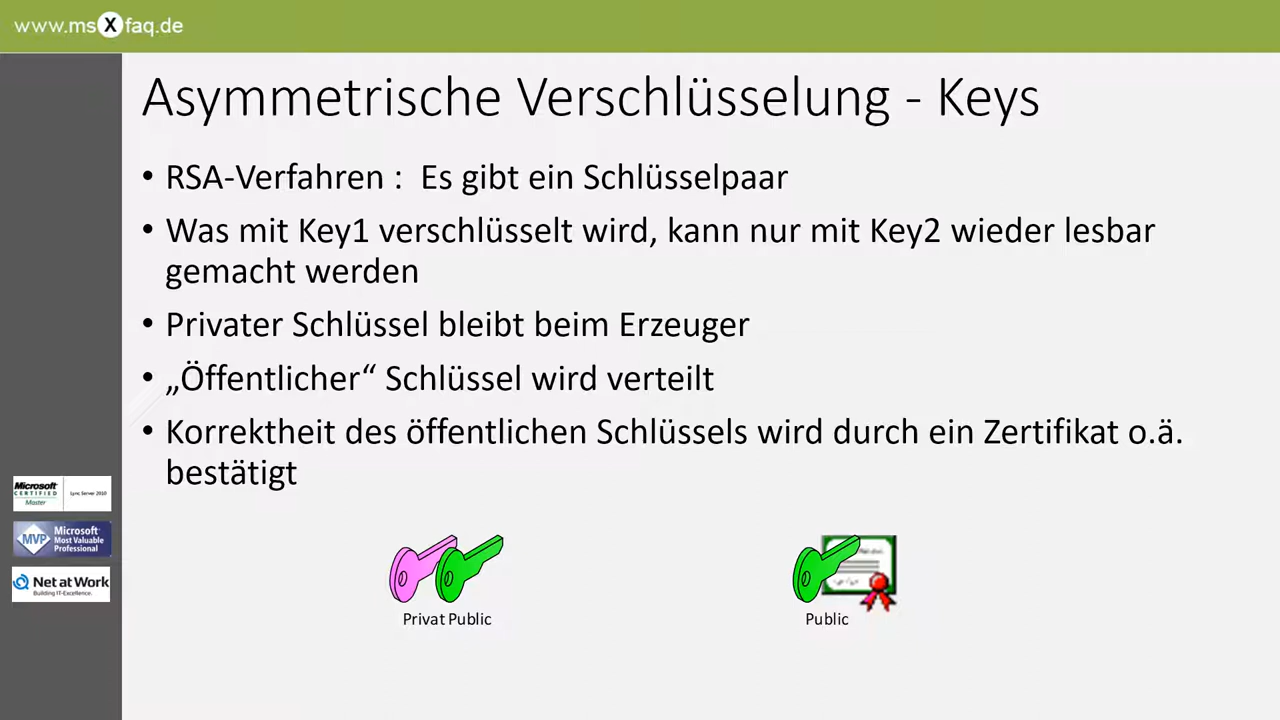 www.msXfaq.de
Asymmetrische Verschlüsselung - Keys
• RSA-Verfahren : Es gibt ein Schlüsselpaar
• Was mit Key1 verschlüsselt wird, kann nur mit Key2 wieder lesbar
gemacht werden
• Privater Schlüssel bleibt beim Erzeuger
• „Öffentlicher“ Schlüssel wird verteilt
• Korrektheit des öffentlichen Schlüssels wird durch ein Zertifikat o.ä.
bestätigt
Microsoft
CERTIFIED
Master
Lync Server 2010
MVP
Microsoft
Most Valuable
Professional
Net at Work
Building IT-Excellence.
Privat Public
Public